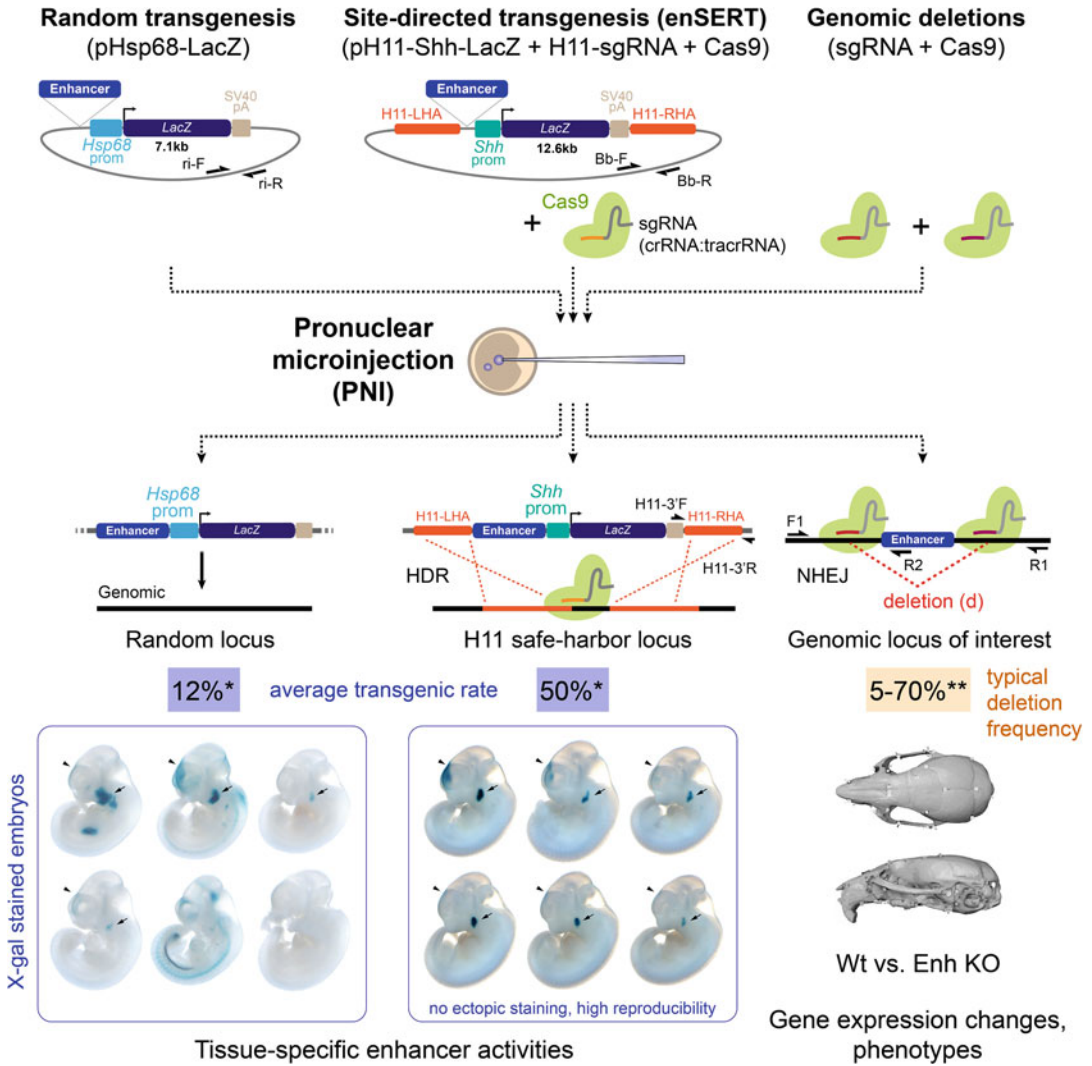 Random transgenesis
(pHsp68-LacZ)
Site-directed transgenesis (enSERT)
(pH11-Shh-LacZ + H11-sgRNA + Cas9)
Genomic deletions
(sgRNA + Cas9)
Enhancer
SV40
pA
LacZ
Hsp68
prom
7.1kb
ri-F
ri-R
Enhancer
H11-LHA
SV40
pA
H11-RHA
LacZ
Shh
prom
12.6kb
Bb-F
Bb-R
+
Cas9
sgRNA
(crRNA:tracrRNA)
+
Pronuclear
microinjection
(PNI)
Hsp68
prom
Enhancer
LacZ
Genomic
Random locus
Shh
prom
H11-3'F
H11-LHA
H11-RHA
Enhancer
LacZ
HDR
H11-3'R
H11 safe-harbor locus
F1
Enhancer
R2
R1
NHEJ
deletion (d)
Genomic locus of interest
12%*
average transgenic rate
50%*
5-70%**
typical
deletion
frequency
X-gal stained embryos
no ectopic staining, high reproducibility
Tissue-specific enhancer activities
Wt vs. Enh KO
Gene expression changes,
phenotypes